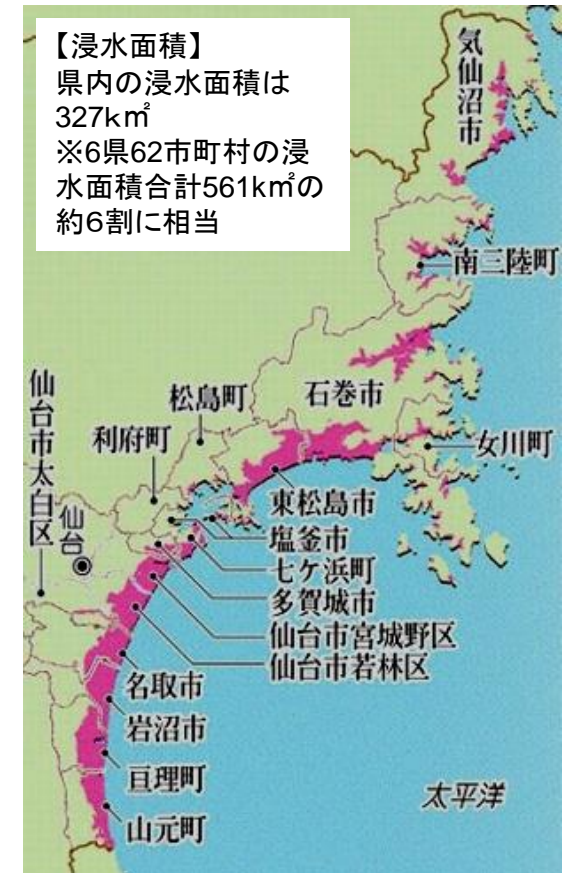 【浸水面積】
県内の浸水面積は
327k㎡
※6県62市町村の浸
水面積合計561k㎡の
約6割に相当
気仙沼市
南三陸町
石巻市
松島町
女川町
利府町
仙台市太白区
仙台
東松島市
塩釜市
七ケ浜町
多賀城市
仙台市宮城野区
仙台市若林区
名取市
岩沼市
亘理町
山元町
太平洋